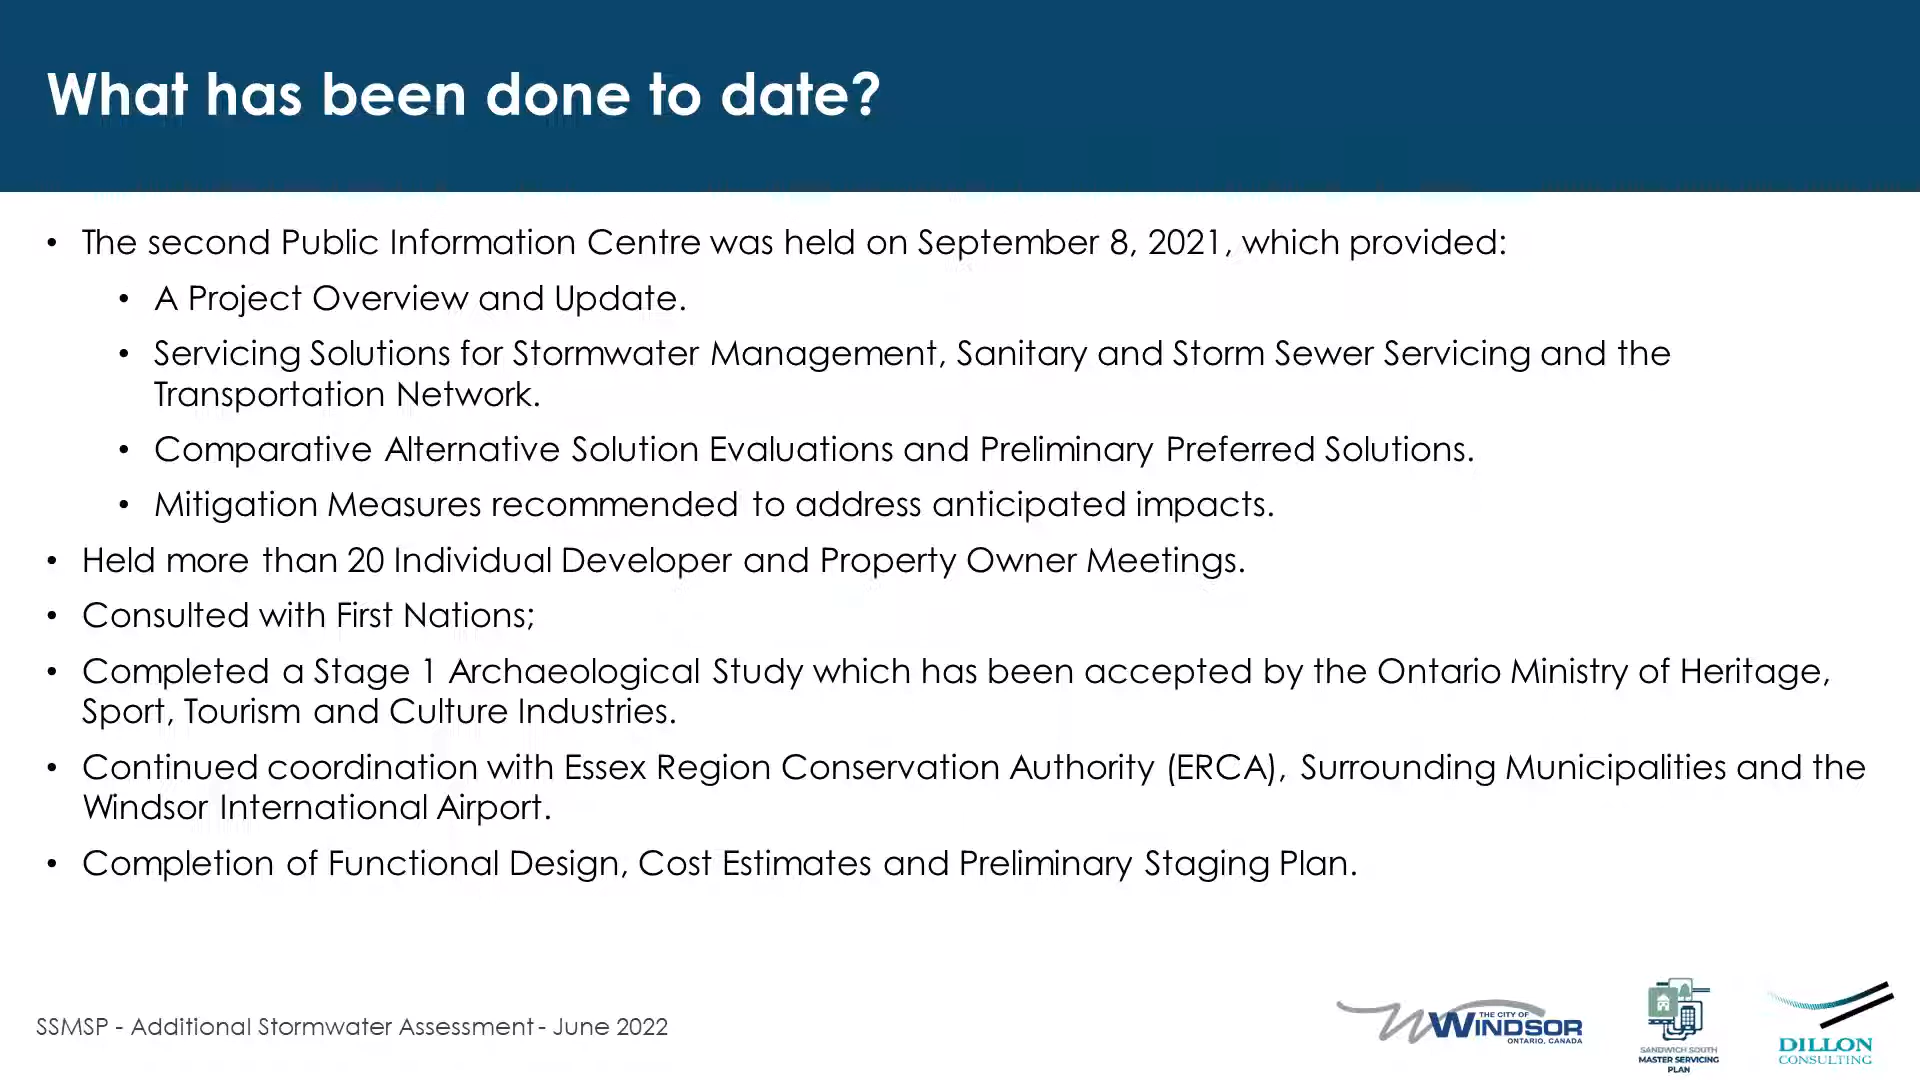 What has been done to date?
• The second Public Information Centre was held on September 8, 2021, which provided:
• A Project Overview and Update.
• Servicing Solutions for Stormwater Management, Sanitary and Storm Sewer Servicing and the
Transportation Network.
• Comparative Alternative Solution Evaluations and Preliminary Preferred Solutions.
• Mitigation Measures recommended to address anticipated impacts.
• Held more than 20 Individual Developer and Property Owner Meetings.
• Consulted with First Nations;
• Completed a Stage 1 Archaeological Study which has been accepted by the Ontario Ministry of Heritage,
Sport, Tourism and Culture Industries.
• Continued coordination with Essex Region Conservation Authority (ERCA), Surrounding Municipalities and the
Windsor International Airport.
• Completion of Functional Design, Cost Estimates and Preliminary Staging Plan.
SSMSP - Additional Stormwater Assessment - June 2022
THE CITY OF
WINDSOR
ONTARIO, CANADA
SANDWICH SOUTH
MASTER SERVICING
PLAN
DILLON
CONSULTING